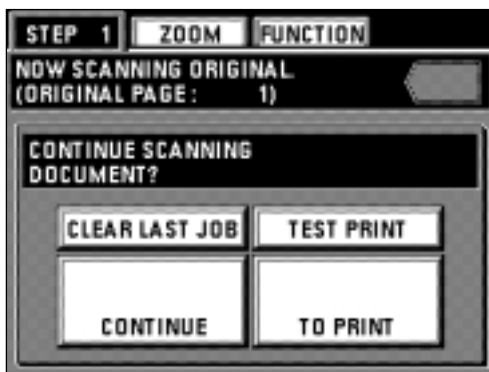 STEP 1 ZOOM FUNCTION
NOW SCANNING ORIGINAL.
(ORIGINAL PAGE : 1)
CONTINUE SCANNING
DOCUMENT?
CLEAR LAST JOB TEST PRINT
CONTINUE TO PRINT